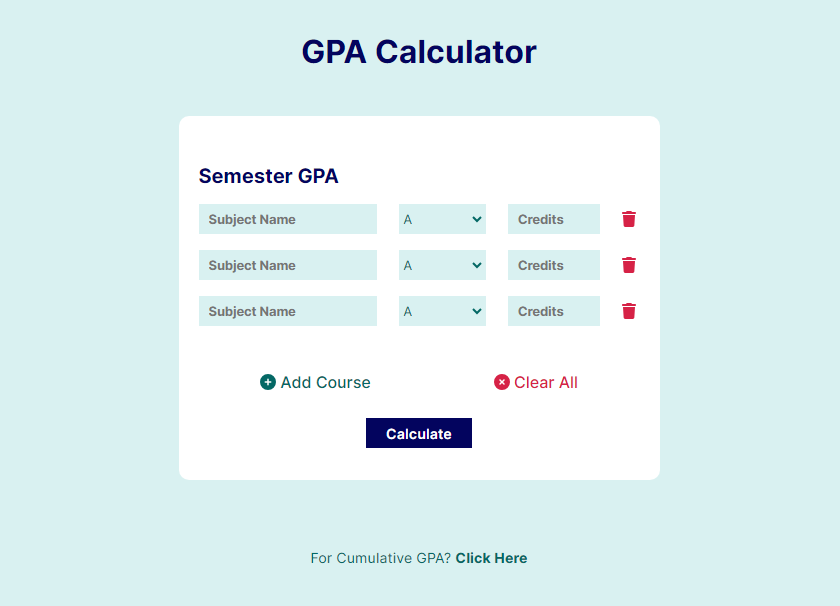 GPA Calculator
Semester GPA
Subject Name A Credits
Subject Name A Credits
Subject Name A Credits
Add Course Clear All
Calculate
For Cumulative GPA? Click Here